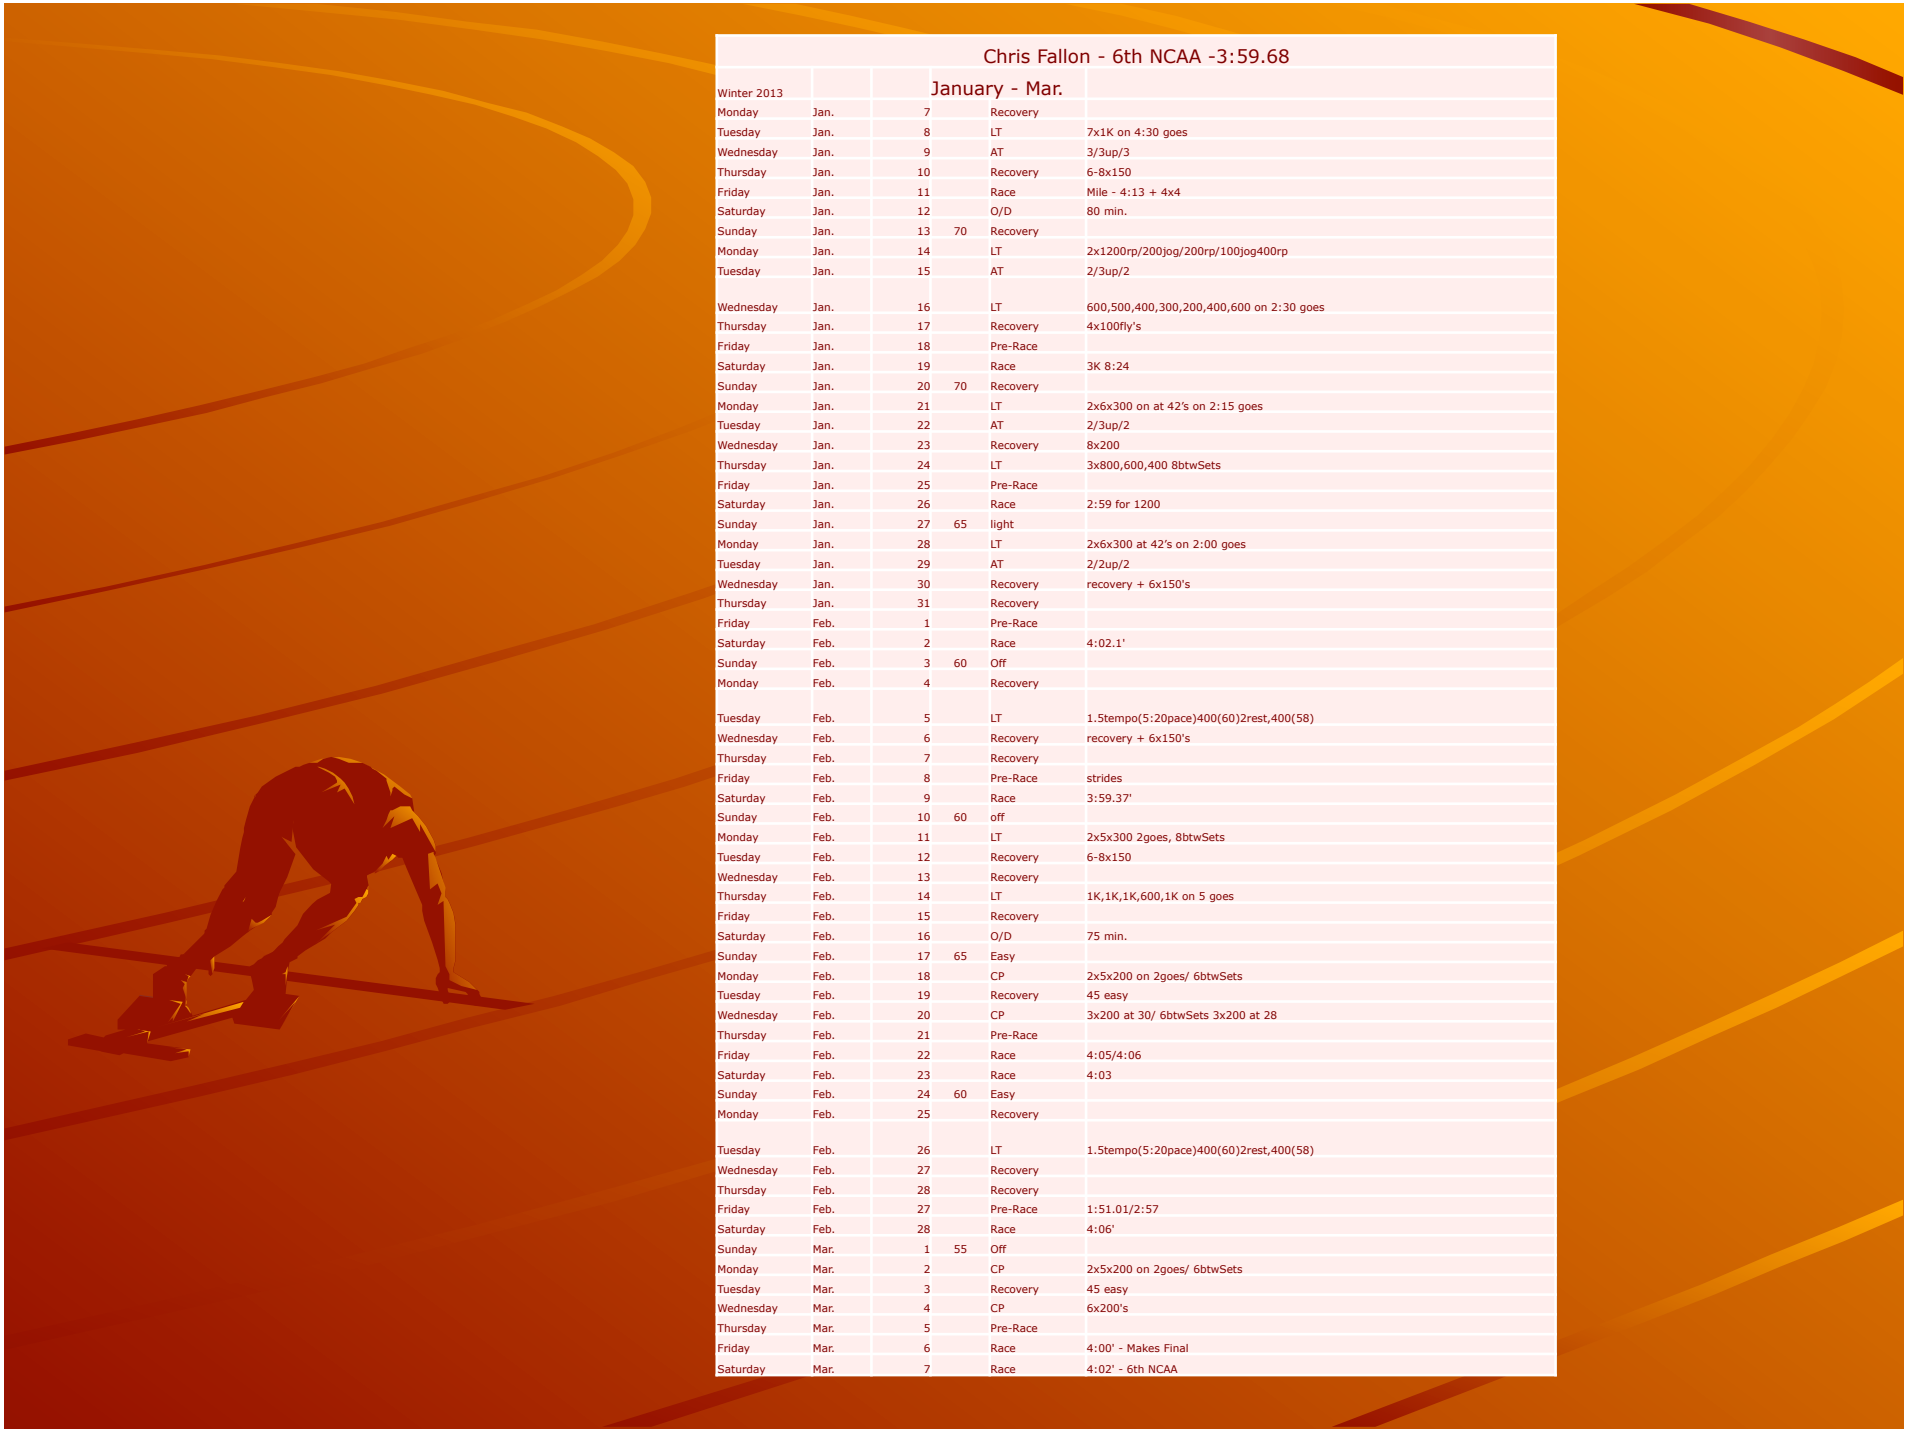 Chris Fallon - 6th NCAA -3:59.68
Winter 2013 January - Mar.
Monday Jan. 7 Recovery
Tuesday Jan. 8 LT 7x1K on 4:30 goes
Wednesday Jan. 9 AT 3/3up/3
Thursday Jan. 10 Recovery 6-8x150
Friday Jan. 11 Race Mile - 4:13 + 4x4
Saturday Jan. 12 O/D 80 min.
Sunday Jan. 13 70 Recovery
Monday Jan. 14 LT 2x1200rp/200jog/200rp/100jog400rp
Tuesday Jan. 15 AT 2/3up/2
Wednesday Jan. 16 LT 600,500,400,300,200,400,600 on 2:30 goes
Thursday Jan. 17 Recovery 4x100fly's
Friday Jan. 18 Pre-Race
Saturday Jan. 19 Race 3K 8:24
Sunday Jan. 20 70 Recovery
Monday Jan. 21 LT 2x6x300 on at 42’s on 2:15 goes
Tuesday Jan. 22 AT 2/3up/2
Wednesday Jan. 23 Recovery 8x200
Thursday Jan. 24 LT 3x800,600,400 8btwSets
Friday Jan. 25 Pre-Race
Saturday Jan. 26 Race 2:59 for 1200
Sunday Jan. 27 65 light
Monday Jan. 28 LT 2x6x300 at 42’s on 2:00 goes
Tuesday Jan. 29 AT 2/2up/2
Wednesday Jan. 30 Recovery recovery + 6x150's
Thursday Jan. 31 Recovery
Friday Feb. 1 Pre-Race
Saturday Feb. 2 Race 4:02.1'
Sunday Feb. 3 60 Off
Monday Feb. 4 Recovery
Tuesday Feb. 5 LT 1.5tempo(5:20pace)400(60)2rest,400(58)
Wednesday Feb. 6 Recovery recovery + 6x150's
Thursday Feb. 7 Recovery
Friday Feb. 8 Pre-Race strides
Saturday Feb. 9 Race 3:59.37'
Sunday Feb. 10 60 off
Monday Feb. 11 LT 2x5x300 2goes, 8btwSets
Tuesday Feb. 12 Recovery 6-8x150
Wednesday Feb. 13 Recovery
Thursday Feb. 14 LT 1K,1K,1K,600,1K on 5 goes
Friday Feb. 15 Recovery
Saturday Feb. 16 O/D 75 min.
Sunday Feb. 17 65 Easy
Monday Feb. 18 CP 2x5x200 on 2goes/ 6btwSets
Tuesday Feb. 19 Recovery 45 easy
Wednesday Feb. 20 CP 3x200 at 30/ 6btwSets 3x200 at 28
Thursday Feb. 21 Pre-Race
Friday Feb. 22 Race 4:05/4:06
Saturday Feb. 23 Race 4:03
Sunday Feb. 24 60 Easy
Monday Feb. 25 Recovery
Tuesday Feb. 26 LT 1.5tempo(5:20pace)400(60)2rest,400(58)
Wednesday Feb. 27 Recovery
Thursday Feb. 28 Recovery
Friday Feb. 27 Pre-Race 1:51.01/2:57
Saturday Feb. 28 Race 4:06'
Sunday Mar. 1 55 Off
Monday Mar. 2 CP 2x5x200 on 2goes/ 6btwSets
Tuesday Mar. 3 Recovery 45 easy
Wednesday Mar. 4 CP 6x200's
Thursday Mar. 5 Pre-Race
Friday Mar. 6 Race 4:00' - Makes Final
Saturday Mar. 7 Race 4:02' - 6th NCAA